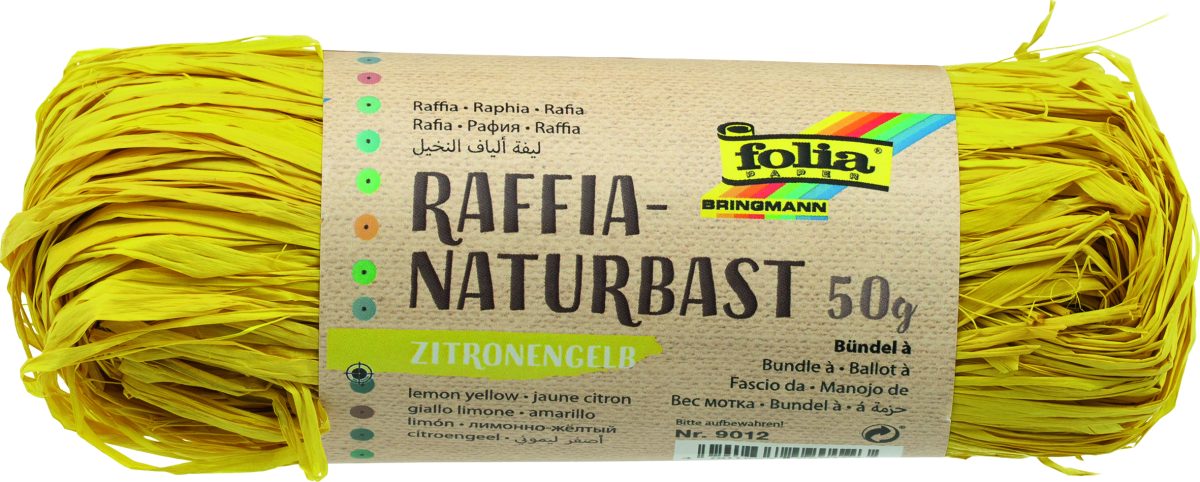 Raffia • Raphia • Rafia
Rafia • Рафия • Raffia
ليفة ألياف النخيل
folia®
PAPER
BRINGMANN
RAFFIA-
NATURBAST 50g
ZITRONENGELB
lemon yellow • jaune citron
giallo limone • amarillo
limón • лимонно-жёлтый
citroengeel • أصفر ليموني
Bündel à
Bundle à • Ballot à
Fascio da • Manojo de
Вес мотка • Bundel à • حزمة á
Bitte aufbewahren!
Nr. 9012